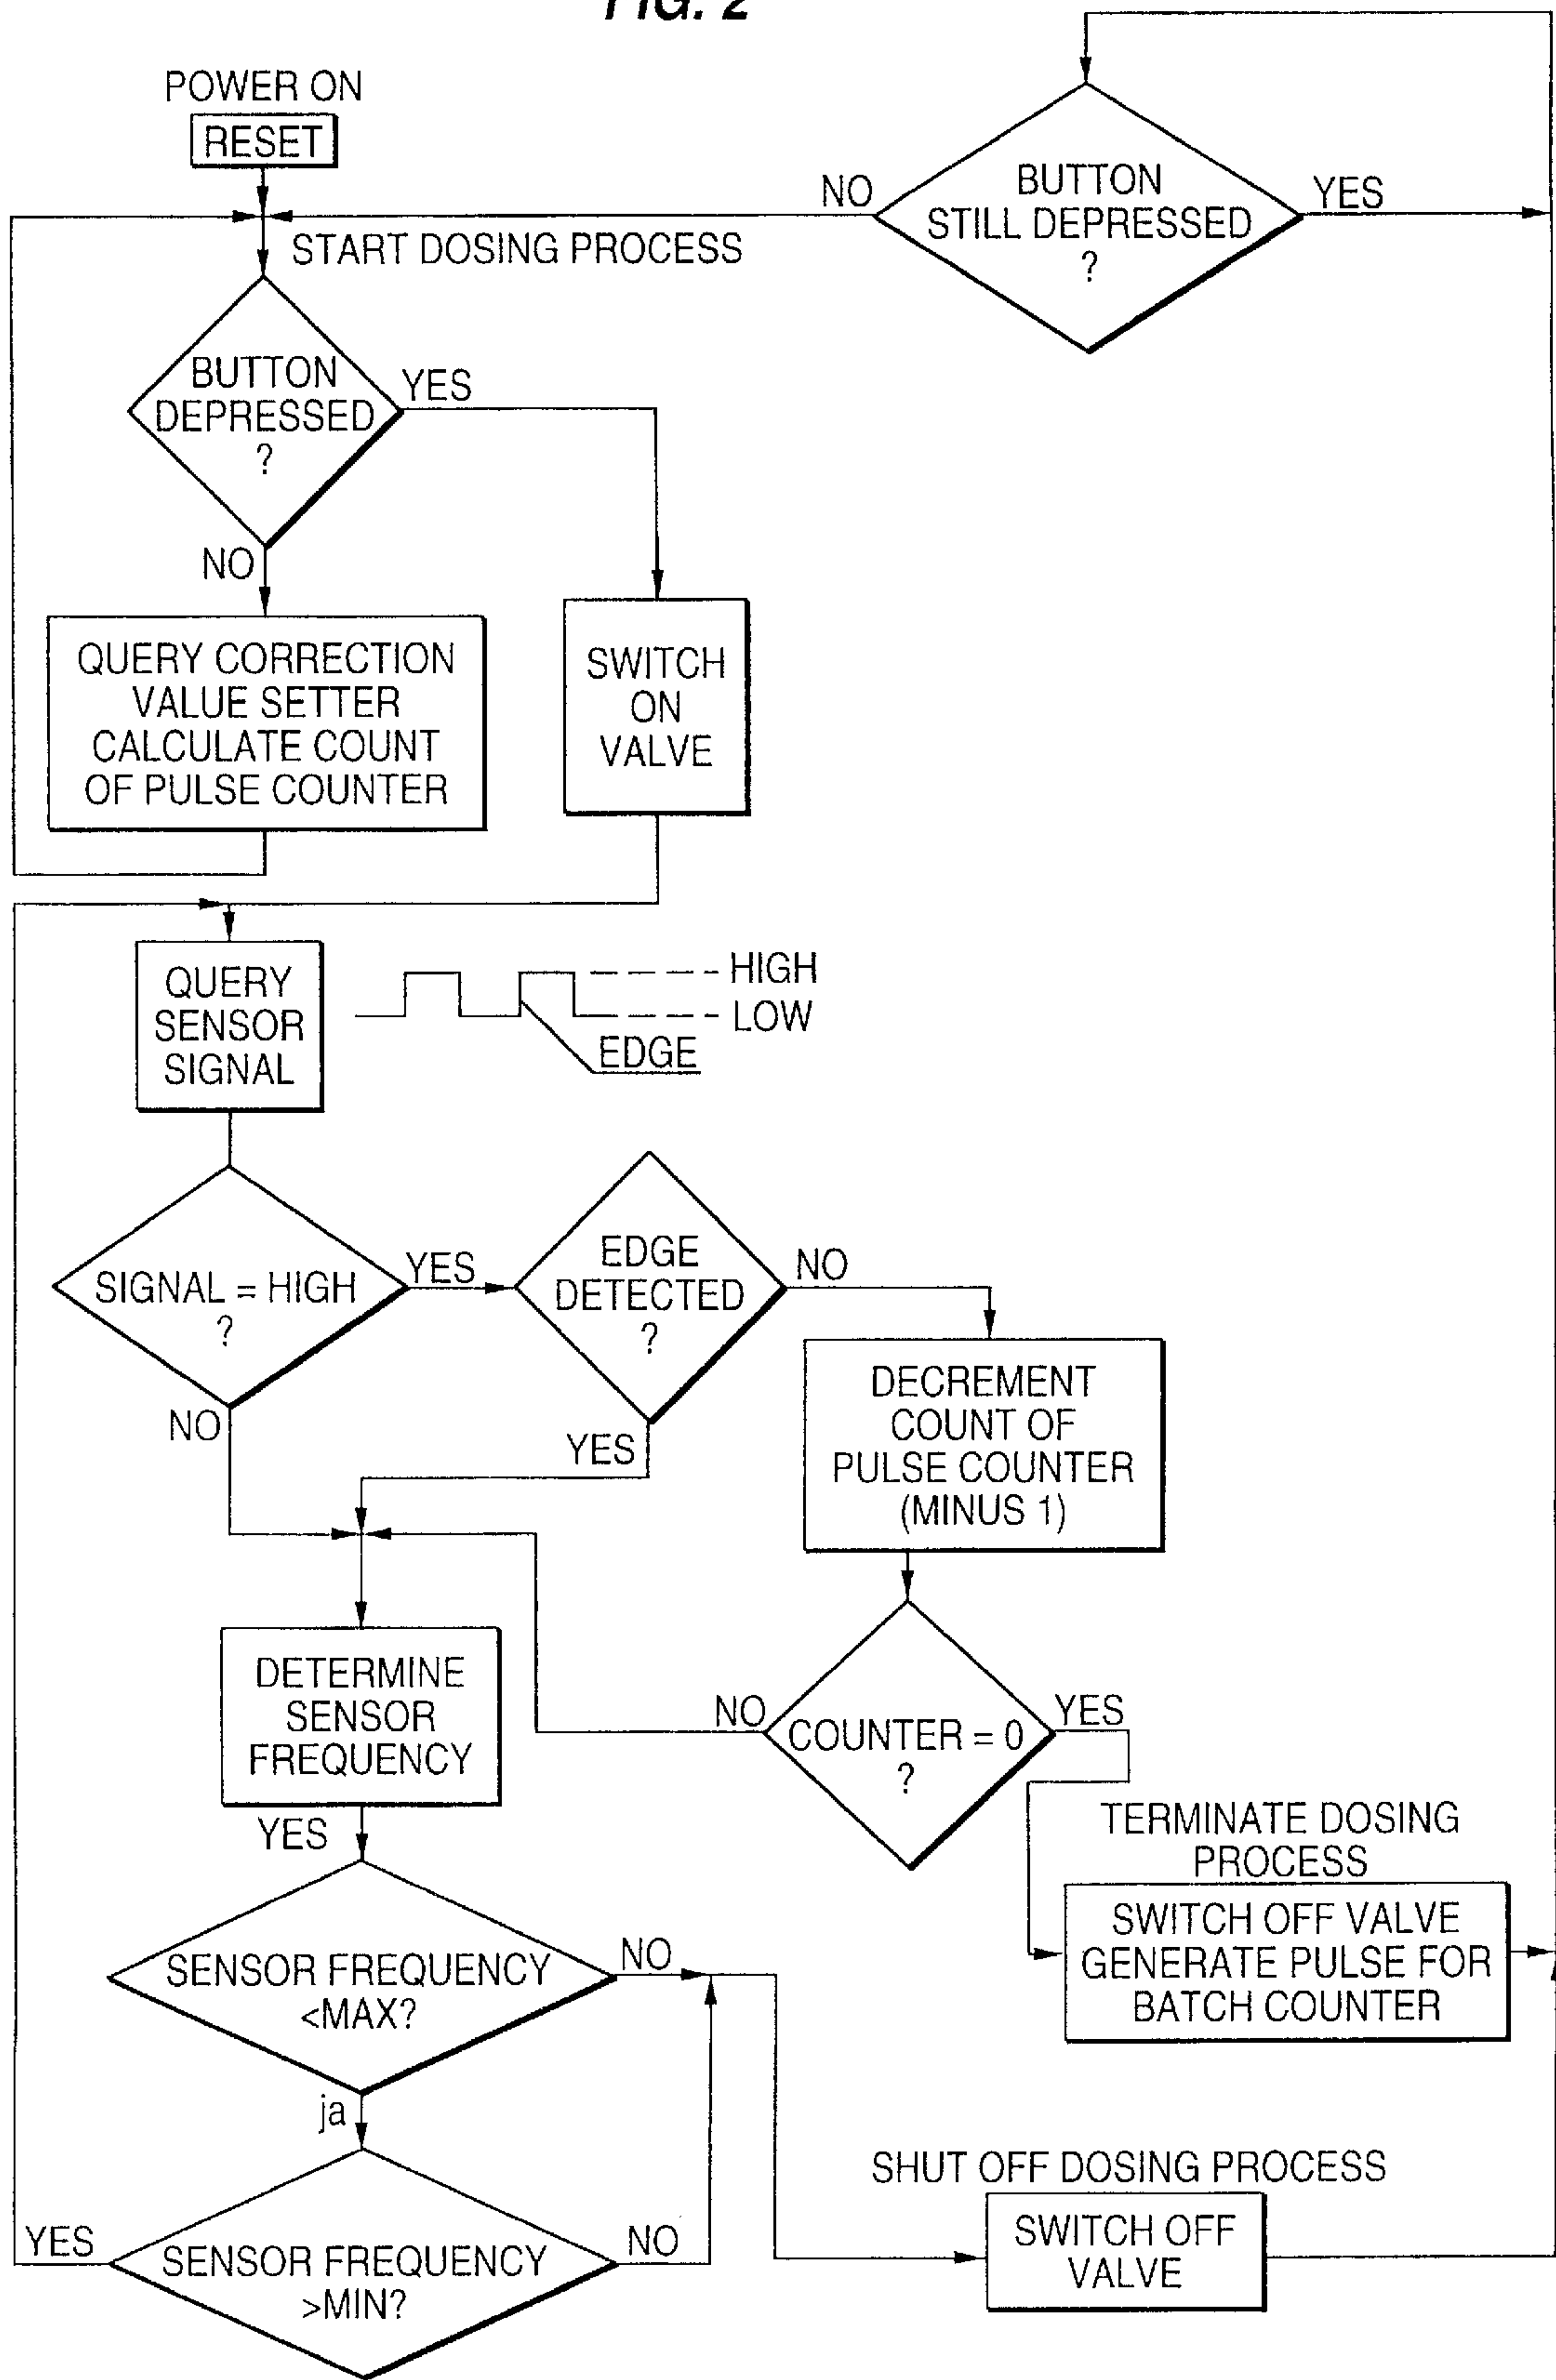 FIG. 2
POWER ON
RESET
START DOSING PROCESS
BUTTON
STILL DEPRESSED
?
NO
YES
BUTTON
DEPRESSED
?
YES
NO
QUERY CORRECTION
VALUE SETTER
CALCULATE COUNT
OF PULSE COUNTER
SWITCH
ON
VALVE
QUERY
SENSOR
SIGNAL
HIGH
LOW
EDGE
SIGNAL = HIGH
?
YES
NO
EDGE
DETECTED
?
NO
YES
DECREMENT
COUNT OF
PULSE COUNTER
(MINUS 1)
DETERMINE
SENSOR
FREQUENCY
YES
NO
COUNTER = 0
?
YES
TERMINATE DOSING
PROCESS
SWITCH OFF VALVE
GENERATE PULSE FOR
BATCH COUNTER
SENSOR FREQUENCY
<MAX?
NO
ja
SENSOR FREQUENCY
>MIN?
YES
NO
SHUT OFF DOSING PROCESS
SWITCH OFF
VALVE